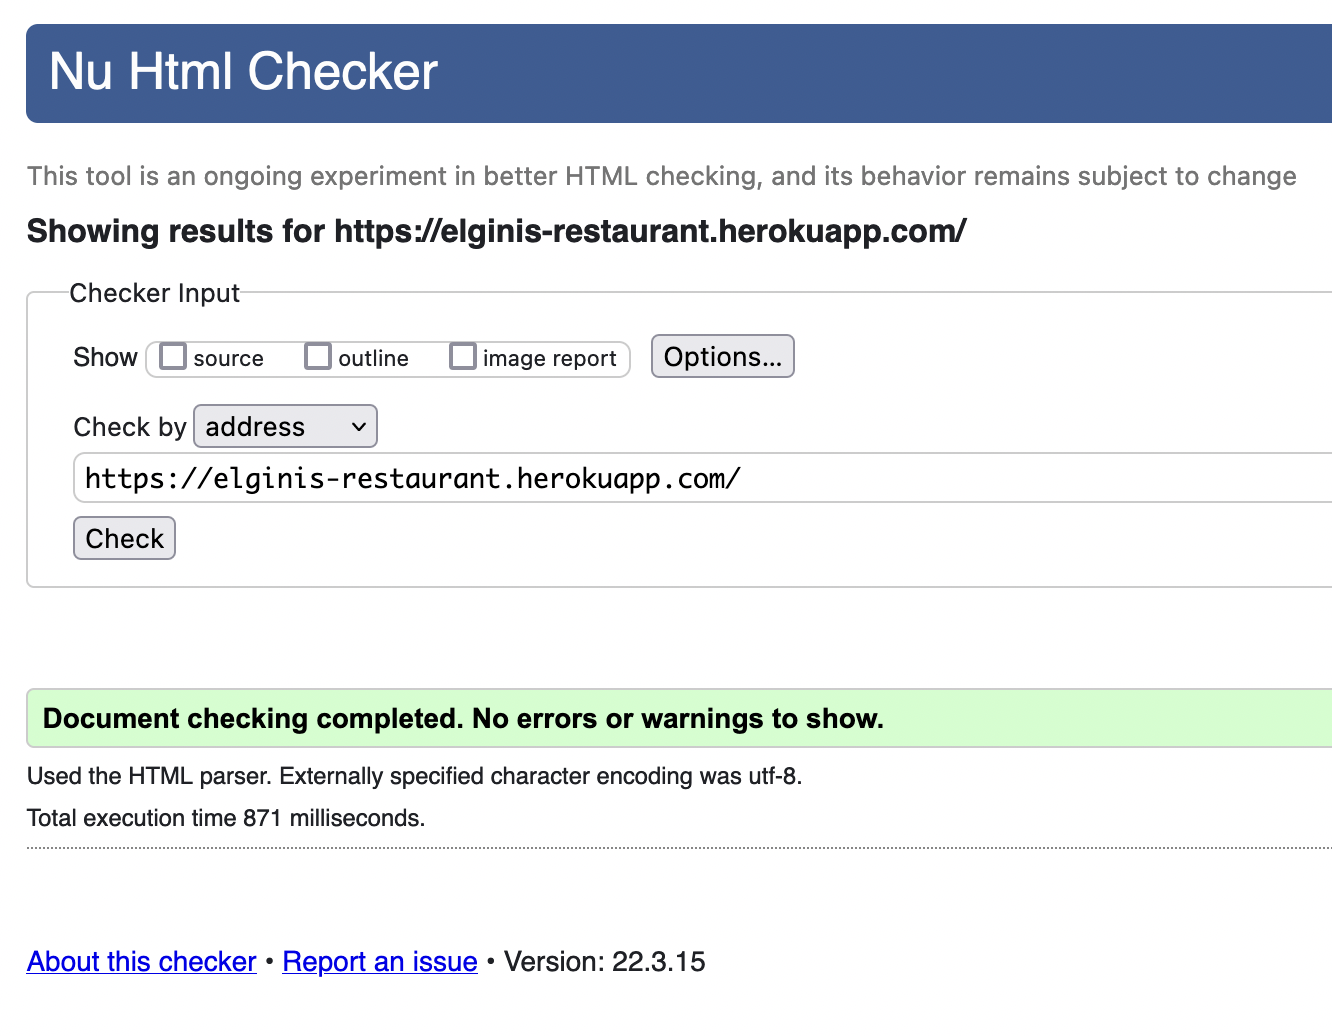 Nu Html Checker
This tool is an ongoing experiment in better HTML checking, and its behavior remains subject to change
Showing results for https://elginis-restaurant.herokuapp.com/
Checker Input
Show source outline image report Options...
Check by address
https://elginis-restaurant.herokuapp.com/
Check
Document checking completed. No errors or warnings to show.
Used the HTML parser. Externally specified character encoding was utf-8.
Total execution time 871 milliseconds.
About this checker • Report an issue • Version: 22.3.15